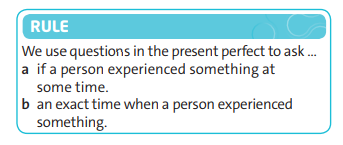 RULE
We use questions in the present perfect to ask ...
a if a person experienced something at
some time.
b an exact time when a person experienced
something.